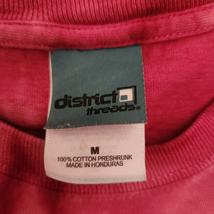 district
threads®
M
100% COTTON PRESHRUNK
MADE IN HONDURAS